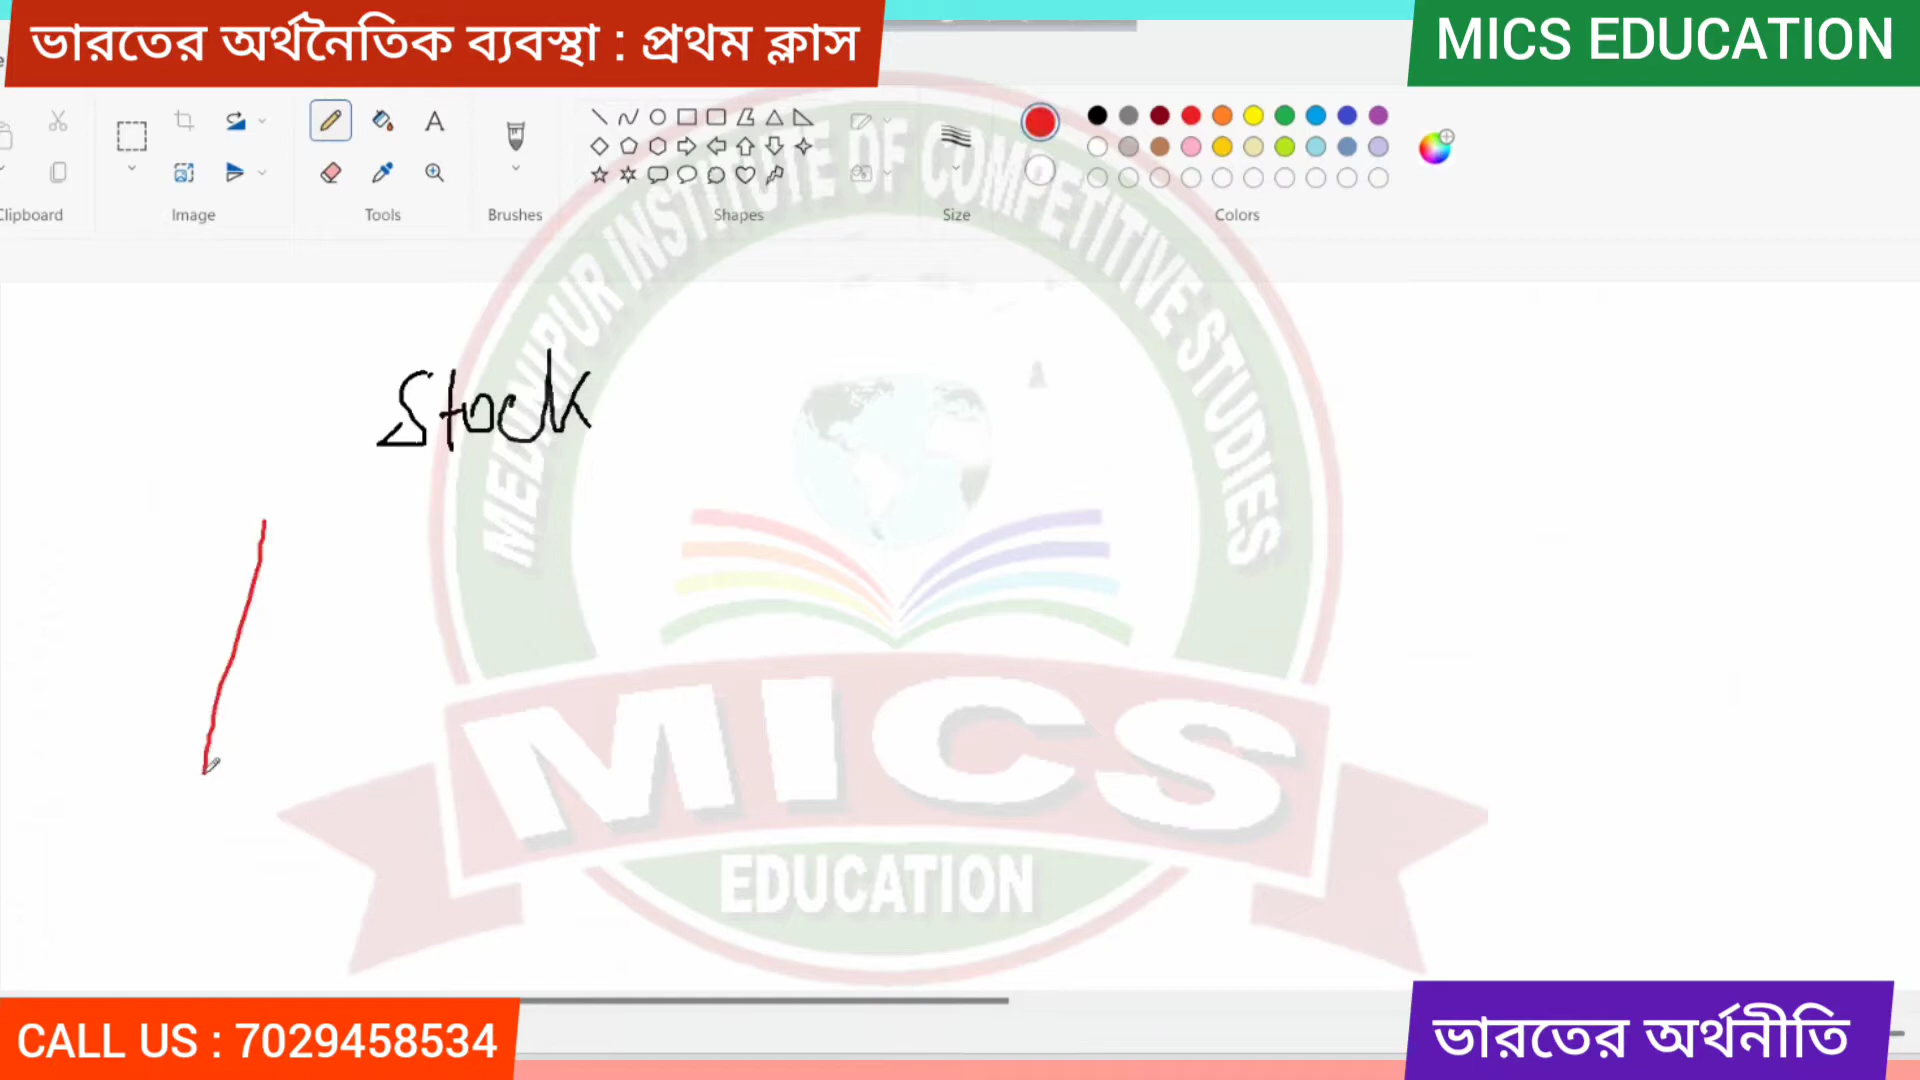 ভারতের অর্থনৈতিক ব্যবস্থা : প্রথম ক্লাস
MICS EDUCATION
Clipboard
Image
Tools
Brushes
Shapes
Size
Colors
MEDINIPUR INSTITUTE OF COMPETITIVE STUDIES
Stock
MICS
EDUCATION
CALL US : 7029458534
ভারতের অর্থনীতি